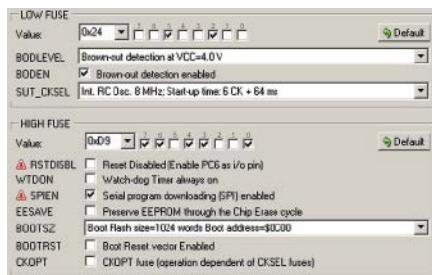 LOW FUSE
Value: 0x24 7 6 5 4 3 2 1 0 Default
BODLEVEL Brown-out detection at VCC=4.0 V
BODEN Brown-out detection enabled
SUT_CKSEL Int. RC Osc. 8 MHz; Start-up time: 6 CK + 64 ms
HIGH FUSE
Value: 0xD9 7 6 5 4 3 2 1 0 Default
RSTDISBL Reset Disabled (Enable PC6 as i/o pin)
WTDON Watch-dog Timer always on
SPIEN Serial program downloading (SPI) enabled
EESAVE Preserve EEPROM through the Chip Erase cycle
BOOTSZ Boot Flash size=1024 words Boot address=$0C00
BOOTRST Boot Reset vector Enabled
CKOPT CKOPT fuse (operation dependent of CKSEL fuses)